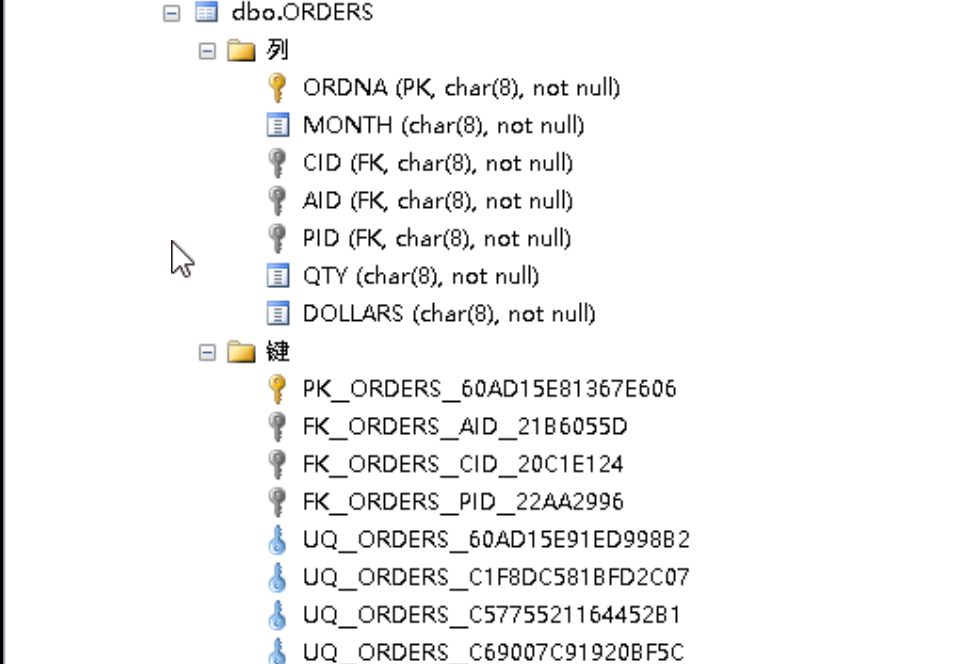 dbo.ORDERS
列
ORDNA (PK, char(8), not null)
MONTH (char(8), not null)
CID (FK, char(8), not null)
AID (FK, char(8), not null)
PID (FK, char(8), not null)
QTY (char(8), not null)
DOLLARS (char(8), not null)
键
PK__ORDERS__60AD15E81367E606
FK__ORDERS__AID__21B6055D
FK__ORDERS__CID__20C1E124
FK__ORDERS__PID__22AA2996
UQ__ORDERS__60AD15E91ED998B2
UQ__ORDERS__C1F8DC581BFD2C07
UQ__ORDERS__C5775521164452B1
UQ__ORDERS__C69007C91920BF5C